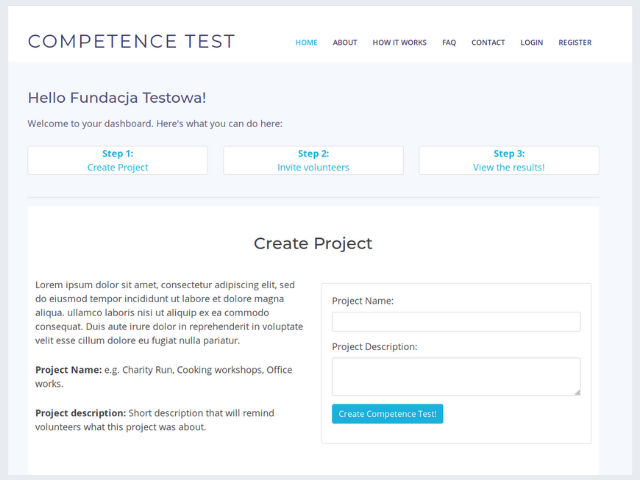 COMPETENCE TEST
HOME ABOUT HOW IT WORKS FAQ CONTACT LOGIN REGISTER
Hello Fundacja Testowa!
Welcome to your dashboard. Here's what you can do here:
Step 1:
Create Project
Step 2:
Invite volunteers
Step 3:
View the results!
Create Project
Lorem ipsum dolor sit amet, consectetur adipiscing elit, sed
do eiusmod tempor incididunt ut labore et dolore magna
aliqua. ullamco laboris nisi ut aliquip ex ea commodo
consequat. Duis aute irure dolor in reprehenderit in voluptate
velit esse cillum dolore eu fugiat nulla pariatur.
Project Name: e.g. Charity Run, Cooking workshops, Office
works.
Project description: Short description that will remind
volunteers what this project was about.
Project Name:
Project Description:
Create Competence Test!